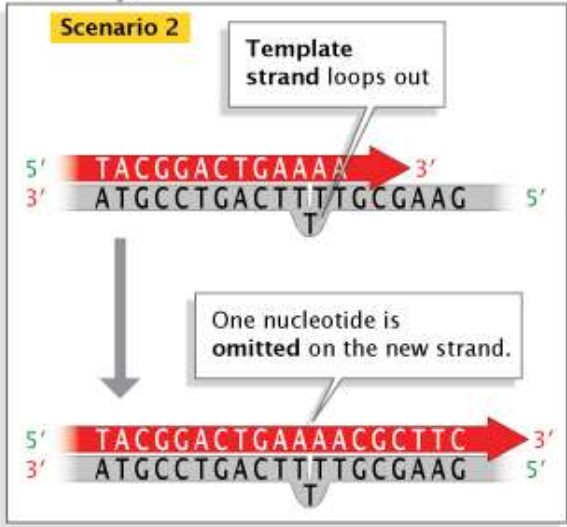 Scenario 2
Template
strand loops out
5′ TACGGACTGAAAA 3′
3′ ATGCCTGACTTTTGCGAAG 5′
T
One nucleotide is
omitted on the new strand.
5′ TACGGACTGAAAACGCTTC 3′
3′ ATGCCTGACTTTTGCGAAG 5′
T